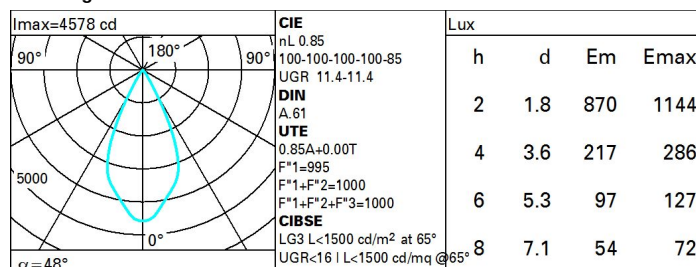 Imax=4578 cd
90°
180°
90°
5000
0°
α=48°
CIE
nL 0.85
100-100-100-100-85
UGR 11.4-11.4
DIN
A.61
UTE
0.85A+0.00T
F"1=995
F"1+F"2=1000
F"1+F"2+F"3=1000
CIBSE
LG3 L<1500 cd/m² at 65°
UGR<16 | L<1500 cd/mq @65°
Lux
h d Em Emax
2 1.8 870 1144
4 3.6 217 286
6 5.3 97 127
8 7.1 54 72